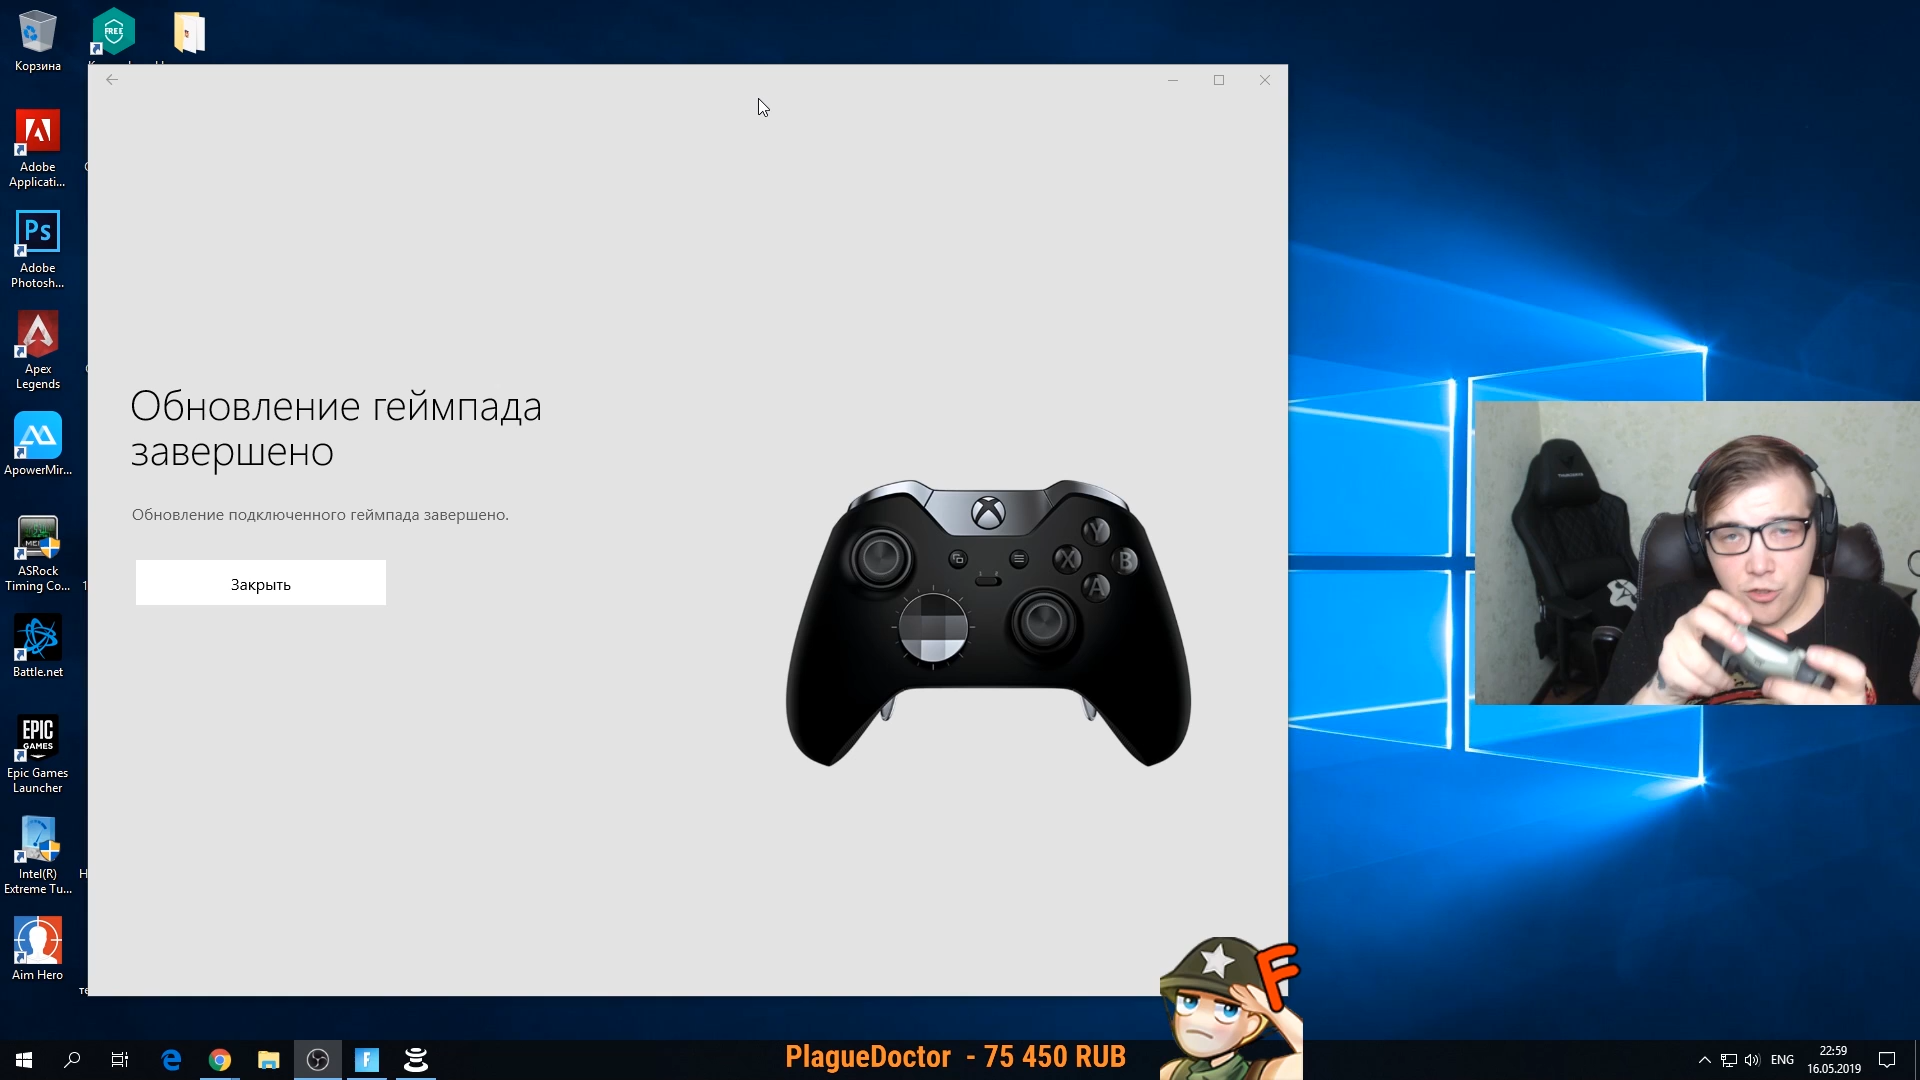 Корзина
FREE
Adobe
Applicati...
Ps
Adobe
Photosh...
Apex
Legends
ApowerMir...
ASRock
Timing Co...
Battle.net
EPIC
GAMES
Epic Games
Launcher
Intel(R)
Extreme Tu...
Aim Hero
Обновление геймпада
завершено
Обновление подключенного геймпада завершено.
Закрыть
Y
X
B
A
F
PlagueDoctor - 75 450 RUB
F
ENG
22:59
16.05.2019